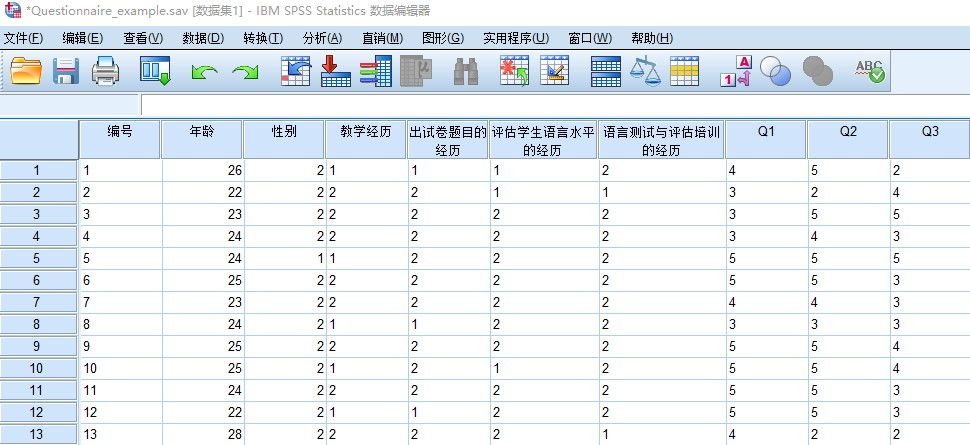 *Questionnaire_example.sav [数据集1] - IBM SPSS Statistics 数据编辑器
文件(F) 编辑(E) 查看(V) 数据(D) 转换(T) 分析(A) 直销(M) 图形(G) 实用程序(U) 窗口(W) 帮助(H)
A
1
ABC
编号 年龄 性别 教学经历 出试卷题目的 评估学生语言水平 语言测试与评估培训 Q1 Q2 Q3
经历 的经历 的经历
1 1 26 2 1 1 1 2 4 5 2
2 2 22 2 2 2 1 1 3 2 4
3 3 23 2 2 2 2 2 3 5 5
4 4 24 2 2 2 2 2 3 4 3
5 5 24 1 1 2 2 2 5 5 5
6 6 25 2 2 2 2 2 5 5 3
7 7 23 2 2 2 2 2 4 4 3
8 8 24 2 1 1 2 2 3 3 3
9 9 25 2 2 2 2 2 5 5 4
10 10 25 2 1 2 1 2 5 5 4
11 11 24 2 2 2 2 2 5 5 3
12 12 22 2 1 1 2 2 5 5 3
13 13 28 2 2 2 2 1 4 2 2